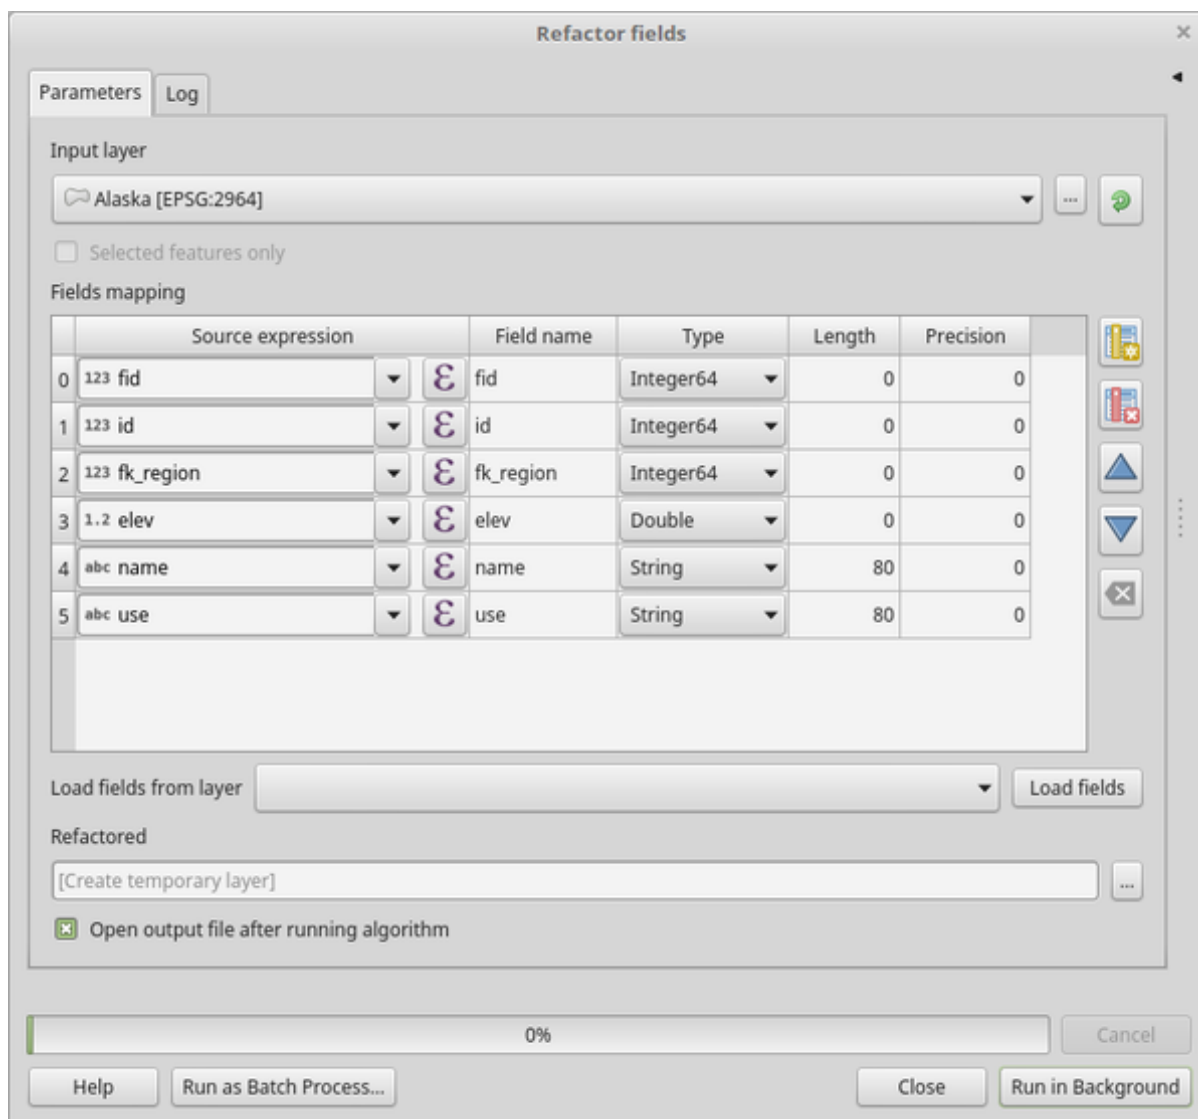 Refactor fields
Parameters Log
Input layer
Alaska [EPSG:2964] ...
Selected features only
Fields mapping
Source expression Field name Type Length Precision
0 123 fid ε fid Integer64 0 0
1 123 id ε id Integer64 0 0
2 123 fk_region ε fk_region Integer64 0 0
3 1.2 elev ε elev Double 0 0
4 abc name ε name String 80 0
5 abc use ε use String 80 0
Load fields from layer Load fields
Refactored
[Create temporary layer] ...
Open output file after running algorithm
0% Cancel
Help Run as Batch Process... Close Run in Background